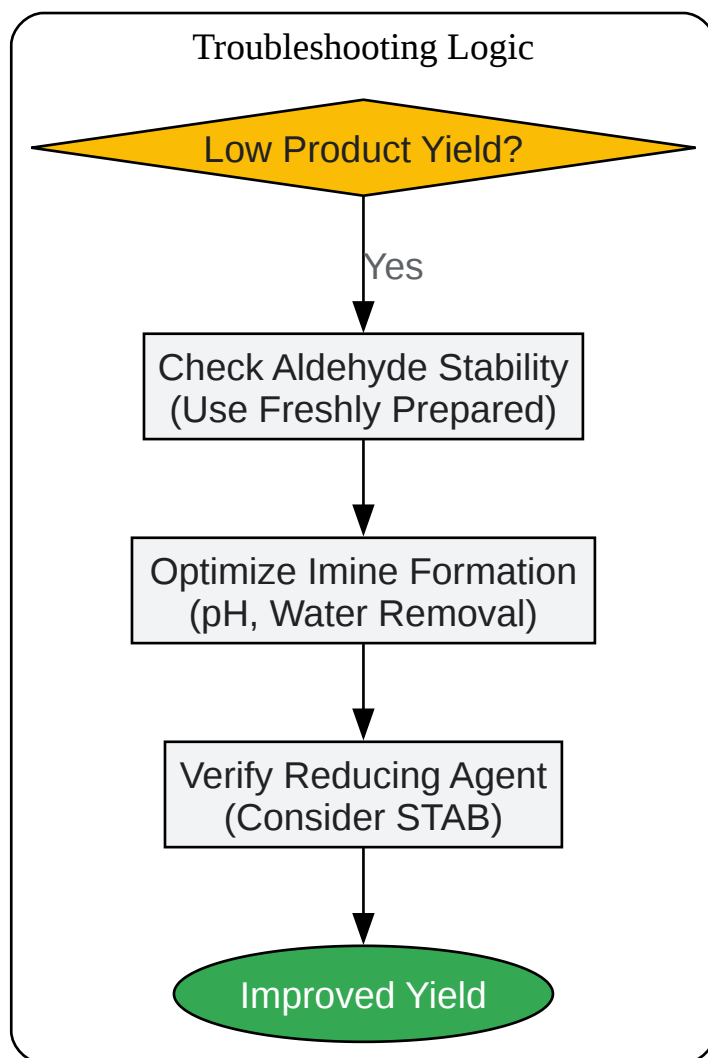 Troubleshooting Logic
Low Product Yield?
Yes
Check Aldehyde Stability
(Use Freshly Prepared)
Optimize Imine Formation
(pH, Water Removal)
Verify Reducing Agent
(Consider STAB)
Improved Yield